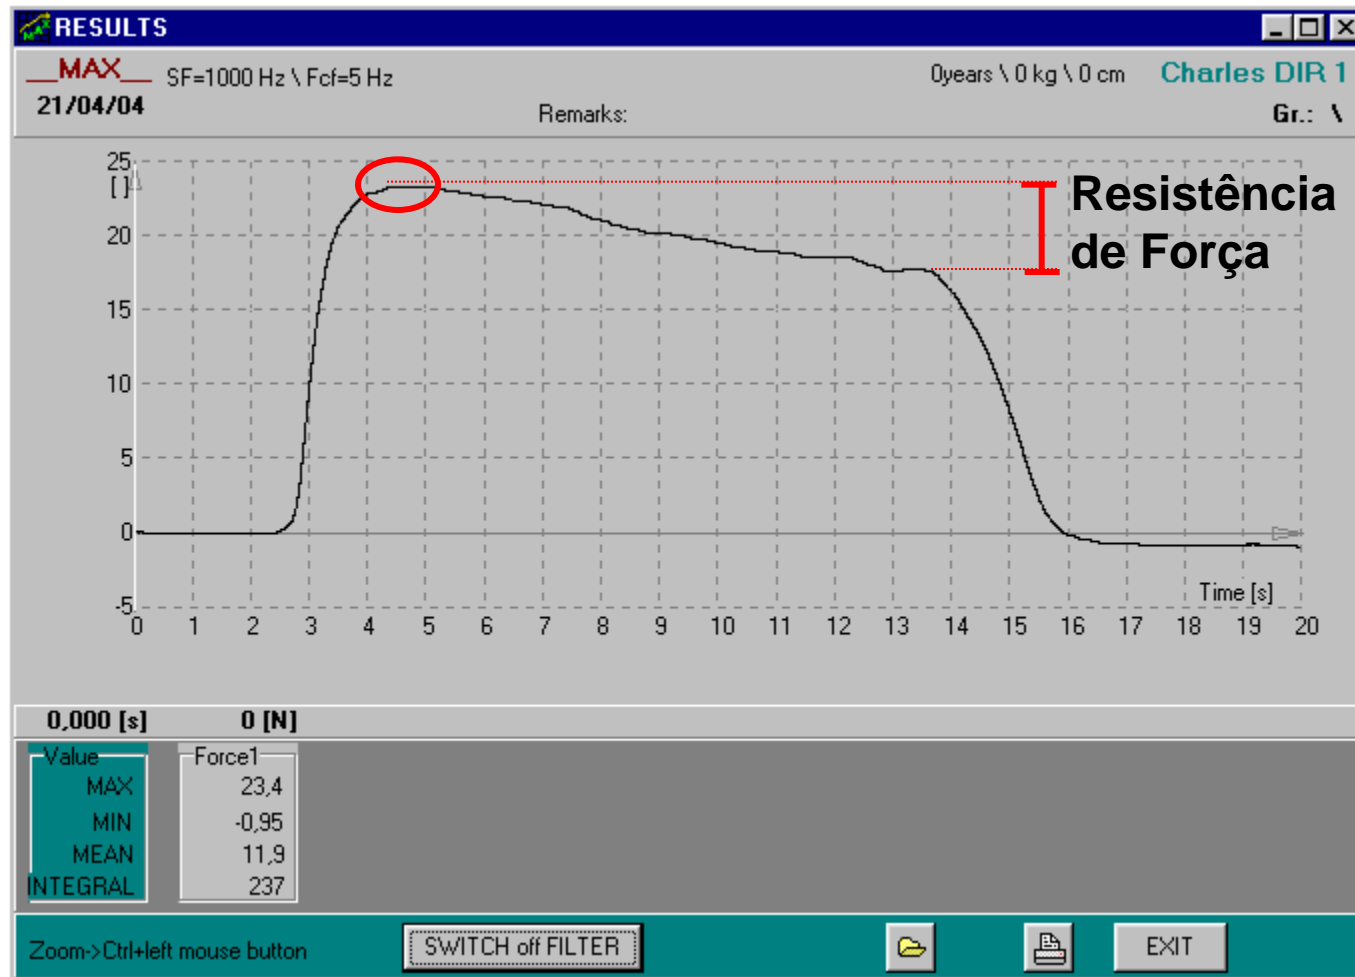 RESULTS
__MAX__ SF=1000 Hz \ Fcf=5 Hz 0years \ 0 kg \ 0 cm Charles DIR 1
21/04/04 Remarks: Gr.: \
25
[ ]
20
15
10
5
0
-5
Resistência
de Força
Time [s]
0 1 2 3 4 5 6 7 8 9 10 11 12 13 14 15 16 17 18 19 20
0,000 [s] 0 [N]
Value Force1
MAX 23,4
MIN -0,95
MEAN 11,9
INTEGRAL 237
Zoom->Ctrl+left mouse button SWITCH off FILTER EXIT